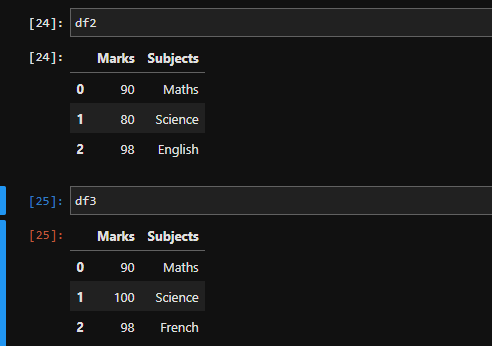 [24]: df2
[24]: Marks Subjects
0 90 Maths
1 80 Science
2 98 English
[25]: df3
[25]: Marks Subjects
0 90 Maths
1 100 Science
2 98 French